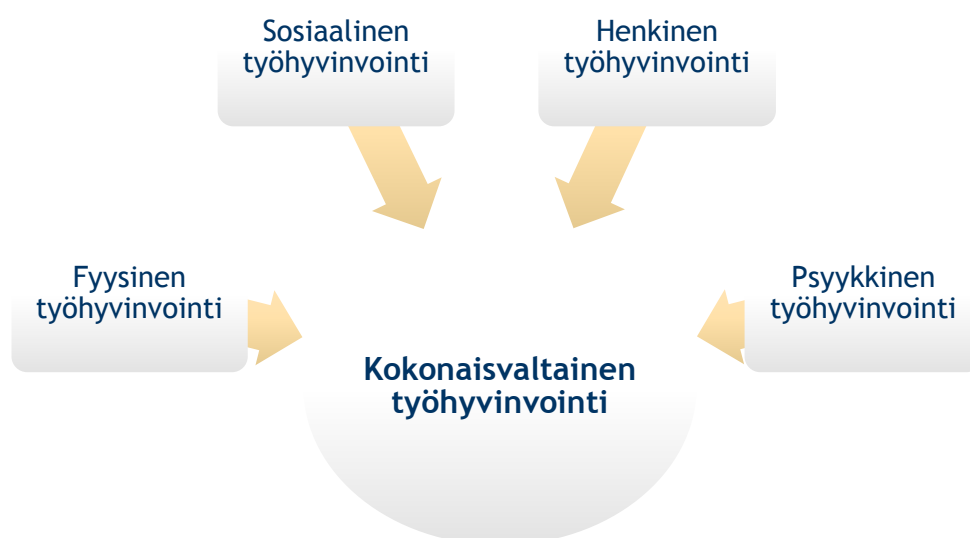 Sosiaalinen
työhyvinvointi
Henkinen
työhyvinvointi
Fyysinen
työhyvinvointi
Psyykkinen
työhyvinvointi
Kokonaisvaltainen
työhyvinvointi